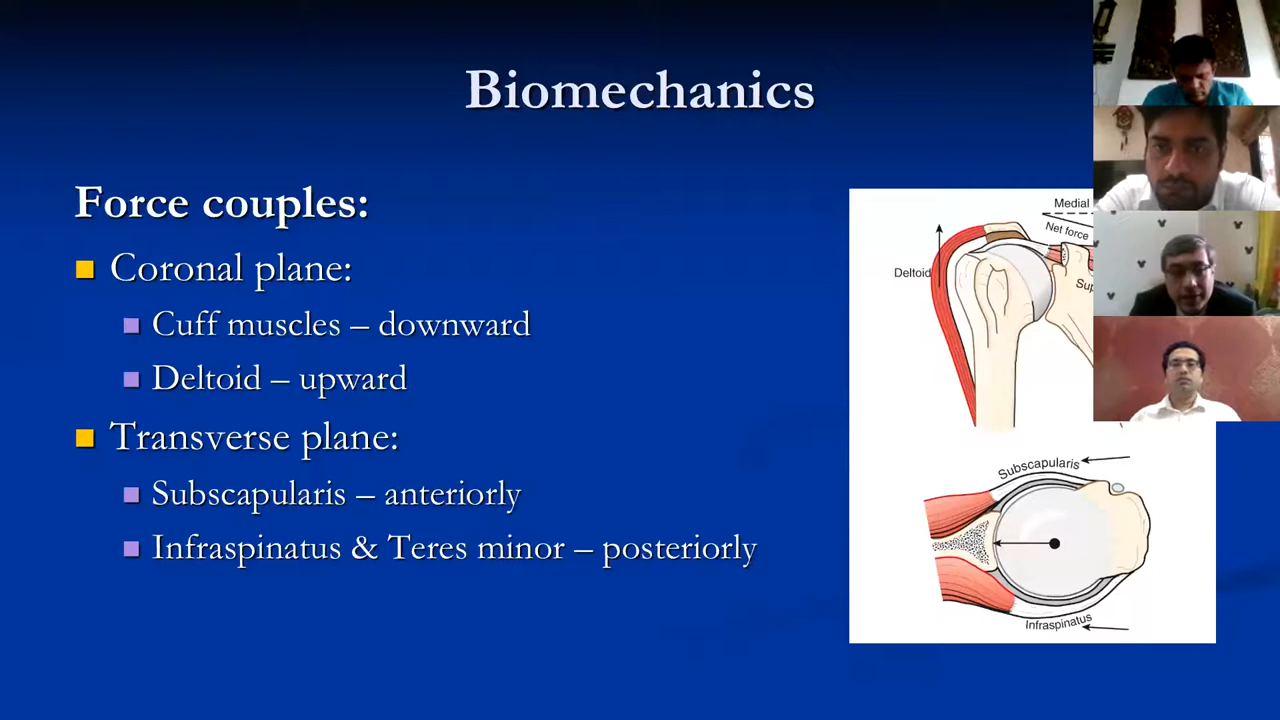 Biomechanics
Force couples:
Coronal plane:
Cuff muscles – downward
Deltoid – upward
Transverse plane:
Subscapularis – anteriorly
Infraspinatus & Teres minor – posteriorly
Medial
Net force
Deltoid
Subscapularis
Infraspinatus